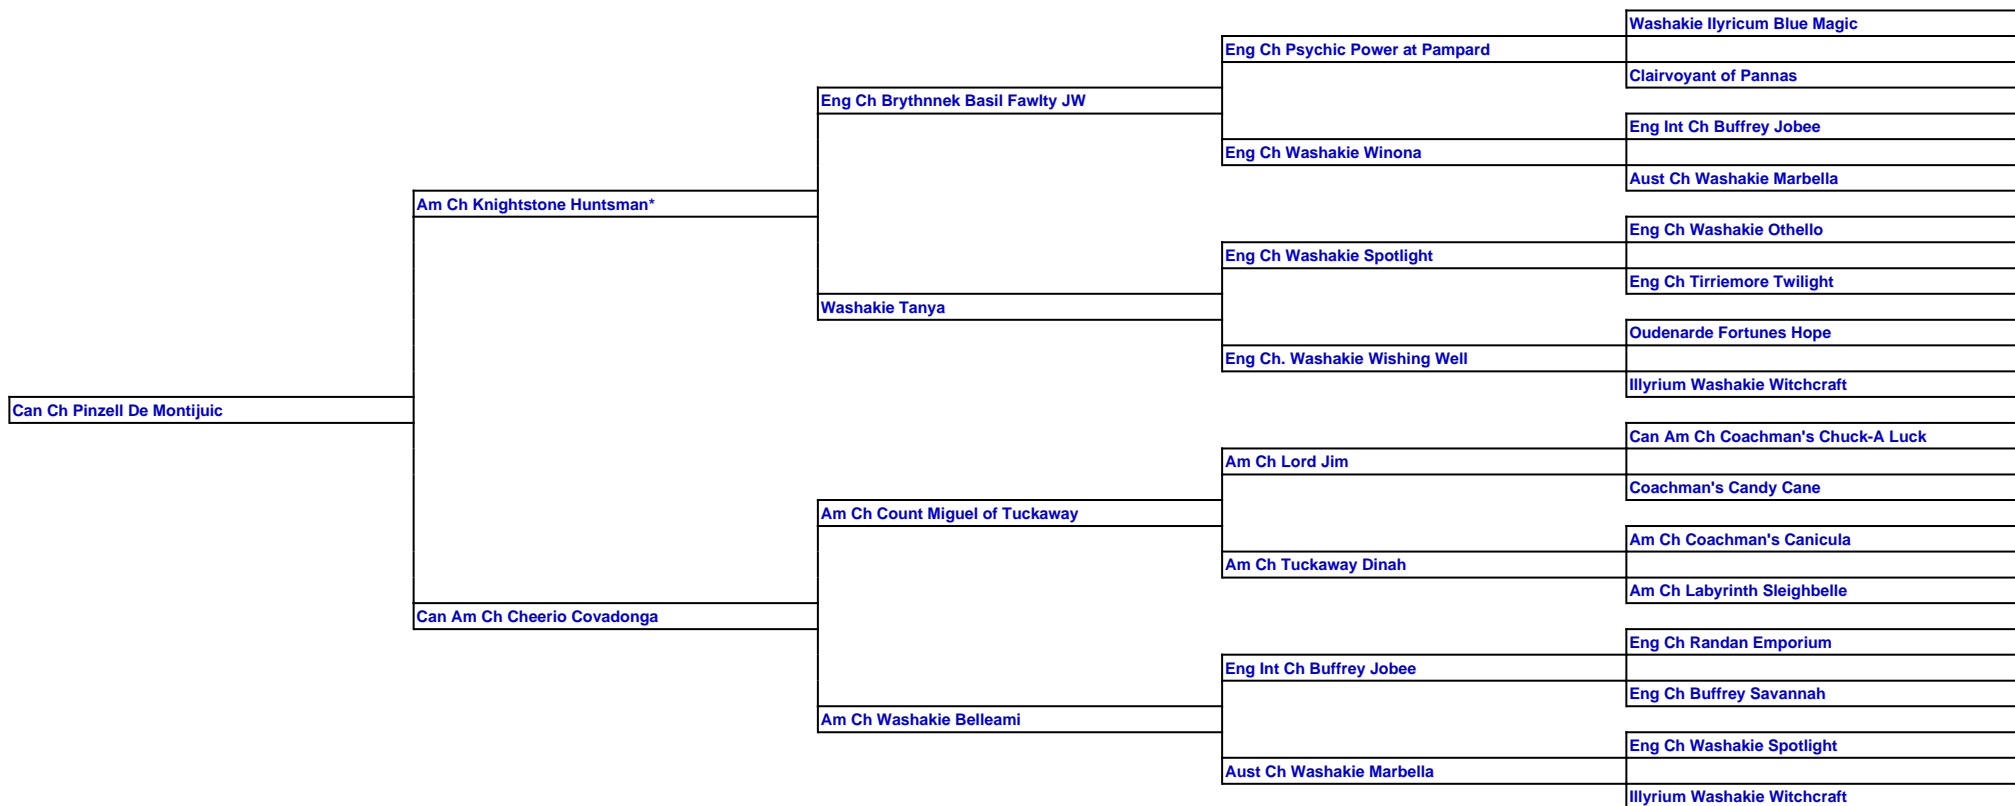 Washakie Ilyricum Blue Magic
Eng Ch Psychic Power at Pampard
Clairvoyant of Pannas
Eng Ch Brythnnek Basil Fawlty JW
Eng Int Ch Buffrey Jobee
Eng Ch Washakie Winona
Aust Ch Washakie Marbella
Am Ch Knightstone Huntsman*
Eng Ch Washakie Othello
Eng Ch Washakie Spotlight
Eng Ch Tirriemore Twilight
Washakie Tanya
Oudenarde Fortunes Hope
Eng Ch. Washakie Wishing Well
Illyrium Washakie Witchcraft
Can Ch Pinzell De Montijuic
Can Am Ch Coachman's Chuck-A Luck
Am Ch Lord Jim
Coachman's Candy Cane
Am Ch Count Miguel of Tuckaway
Am Ch Coachman's Canicula
Am Ch Tuckaway Dinah
Am Ch Labyrinth Sleighbelle
Can Am Ch Cheerio Covadonga
Eng Ch Randan Emporium
Eng Int Ch Buffrey Jobee
Eng Ch Buffrey Savannah
Am Ch Washakie Belleami
Eng Ch Washakie Spotlight
Aust Ch Washakie Marbella
Illyrium Washakie Witchcraft